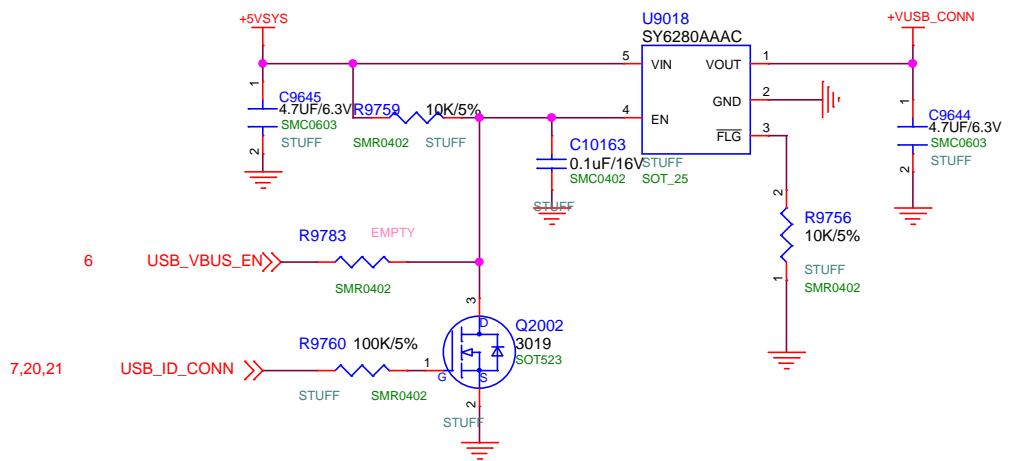 +5VSYS
U9018
SY6280AAAC
+VUSB_CONN
5 VIN VOUT 1
GND 2
4 EN
FLG 3
1
C9645
4.7UF/6.3V
SMC0603
STUFF
2
R9759 10K/5%
SMR0402 STUFF
C10163
0.1uF/16V
SMC0402
STUFF
STUFF
SOT_25
1
C9644
4.7UF/6.3V
SMC0603
STUFF
2
2
R9756
10K/5%
STUFF
SMR0402
1
R9783 EMPTY
6 USB_VBUS_EN
SMR0402
3
D
Q2002
3019
SOT523
R9760 100K/5%
7,20,21 USB_ID_CONN
1
G S
STUFF SMR0402
2
STUFF